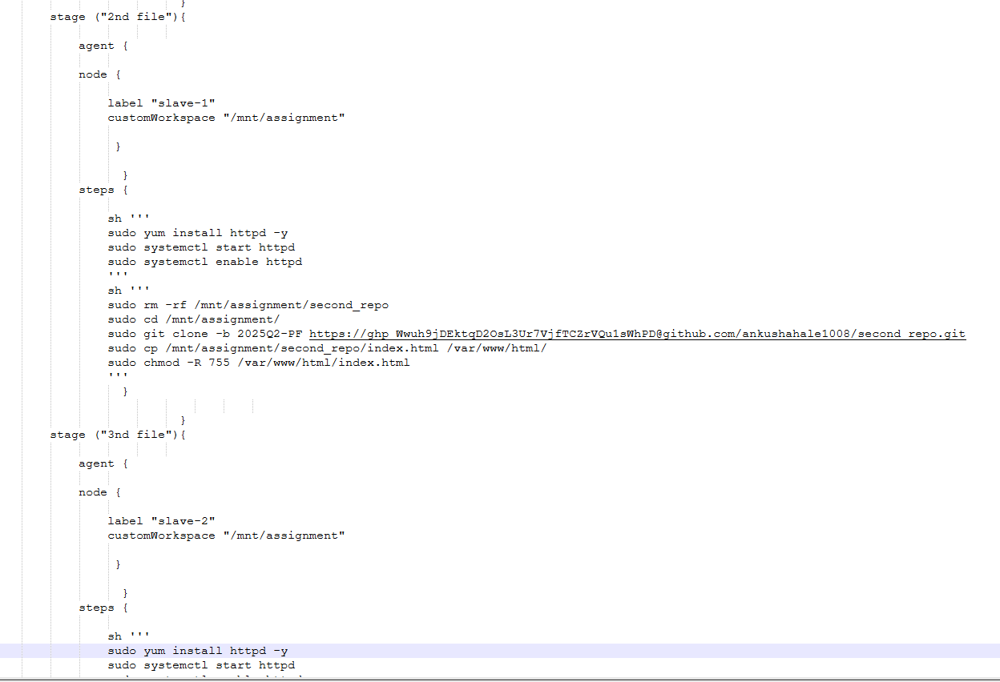 }
stage ("2nd file"){
agent {
node {
label "slave-1"
customWorkspace "/mnt/assignment"
}
}
steps {
sh '''
sudo yum install httpd -y
sudo systemctl start httpd
sudo systemctl enable httpd
'''
sh '''
sudo rm -rf /mnt/assignment/second_repo
sudo cd /mnt/assignment/
sudo git clone -b 2025Q2-PF https://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@github.com/ankushahale1008/second_repo.git
sudo cp /mnt/assignment/second_repo/index.html /var/www/html/
sudo chmod -R 755 /var/www/html/index.html
'''
}
}
stage ("3nd file"){
agent {
node {
label "slave-2"
customWorkspace "/mnt/assignment"
}
}
steps {
sh '''
sudo yum install httpd -y
sudo systemctl start httpd